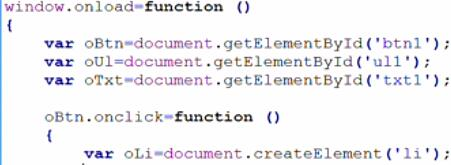 window.onload=function ()
{
    var oBtn=document.getElementById('btn1');
    var oUl=document.getElementById('ul1');
    var oTxt=document.getElementById('txt1');

    oBtn.onclick=function ()
    {
        var oLi=document.createElement('li');